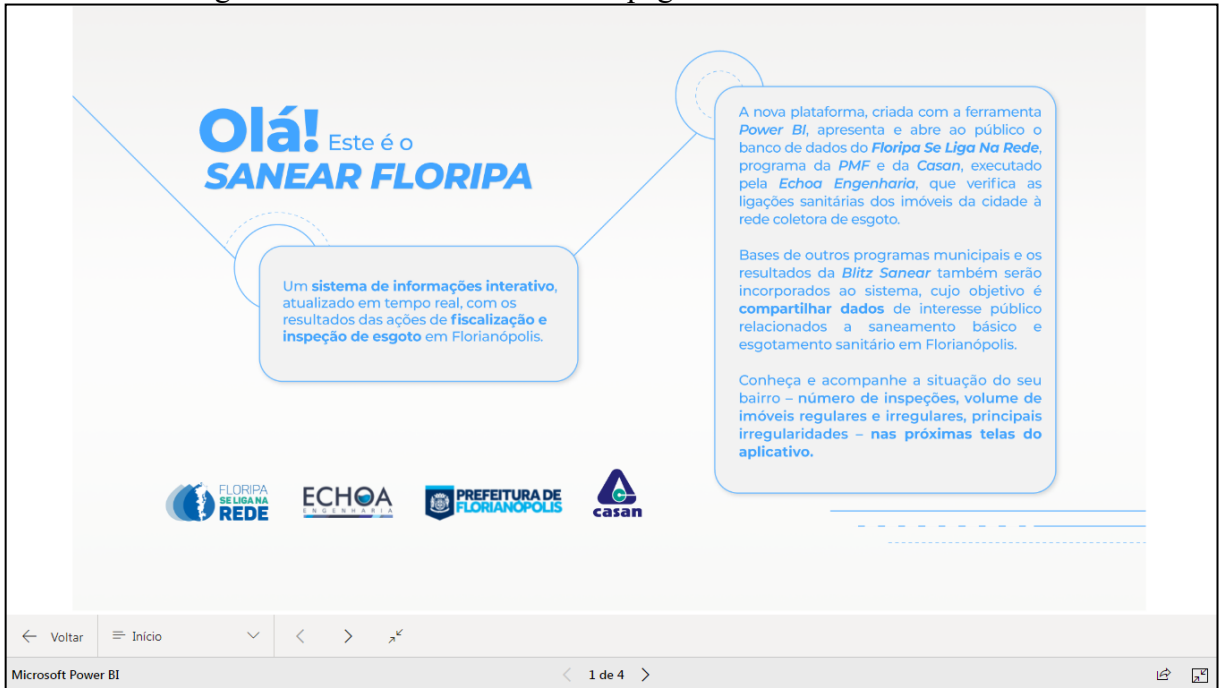 Olá! Este é o
SANEAR FLORIPA
Um sistema de informações interativo,
atualizado em tempo real, com os
resultados das ações de fiscalização e
inspeção de esgoto em Florianópolis.
A nova plataforma, criada com a ferramenta
Power BI, apresenta e abre ao público o
banco de dados do Floripa Se Liga Na Rede,
programa da PMF e da Casan, executado
pela Echoa Engenharia, que verifica as
ligações sanitárias dos imóveis da cidade à
rede coletora de esgoto.
Bases de outros programas municipais e os
resultados da Blitz Sanear também serão
incorporados ao sistema, cujo objetivo é
compartilhar dados de interesse público
relacionados a saneamento básico e
esgotamento sanitário em Florianópolis.
Conheça e acompanhe a situação do seu
bairro – número de inspeções, volume de
imóveis regulares e irregulares, principais
irregularidades – nas próximas telas do
aplicativo.
FLORIPA
SE LIGA NA
REDE
ECHOA
ENGENHARIA
PREFEITURA DE
FLORIANÓPOLIS
casan
Voltar
Início
Microsoft Power BI
1 de 4